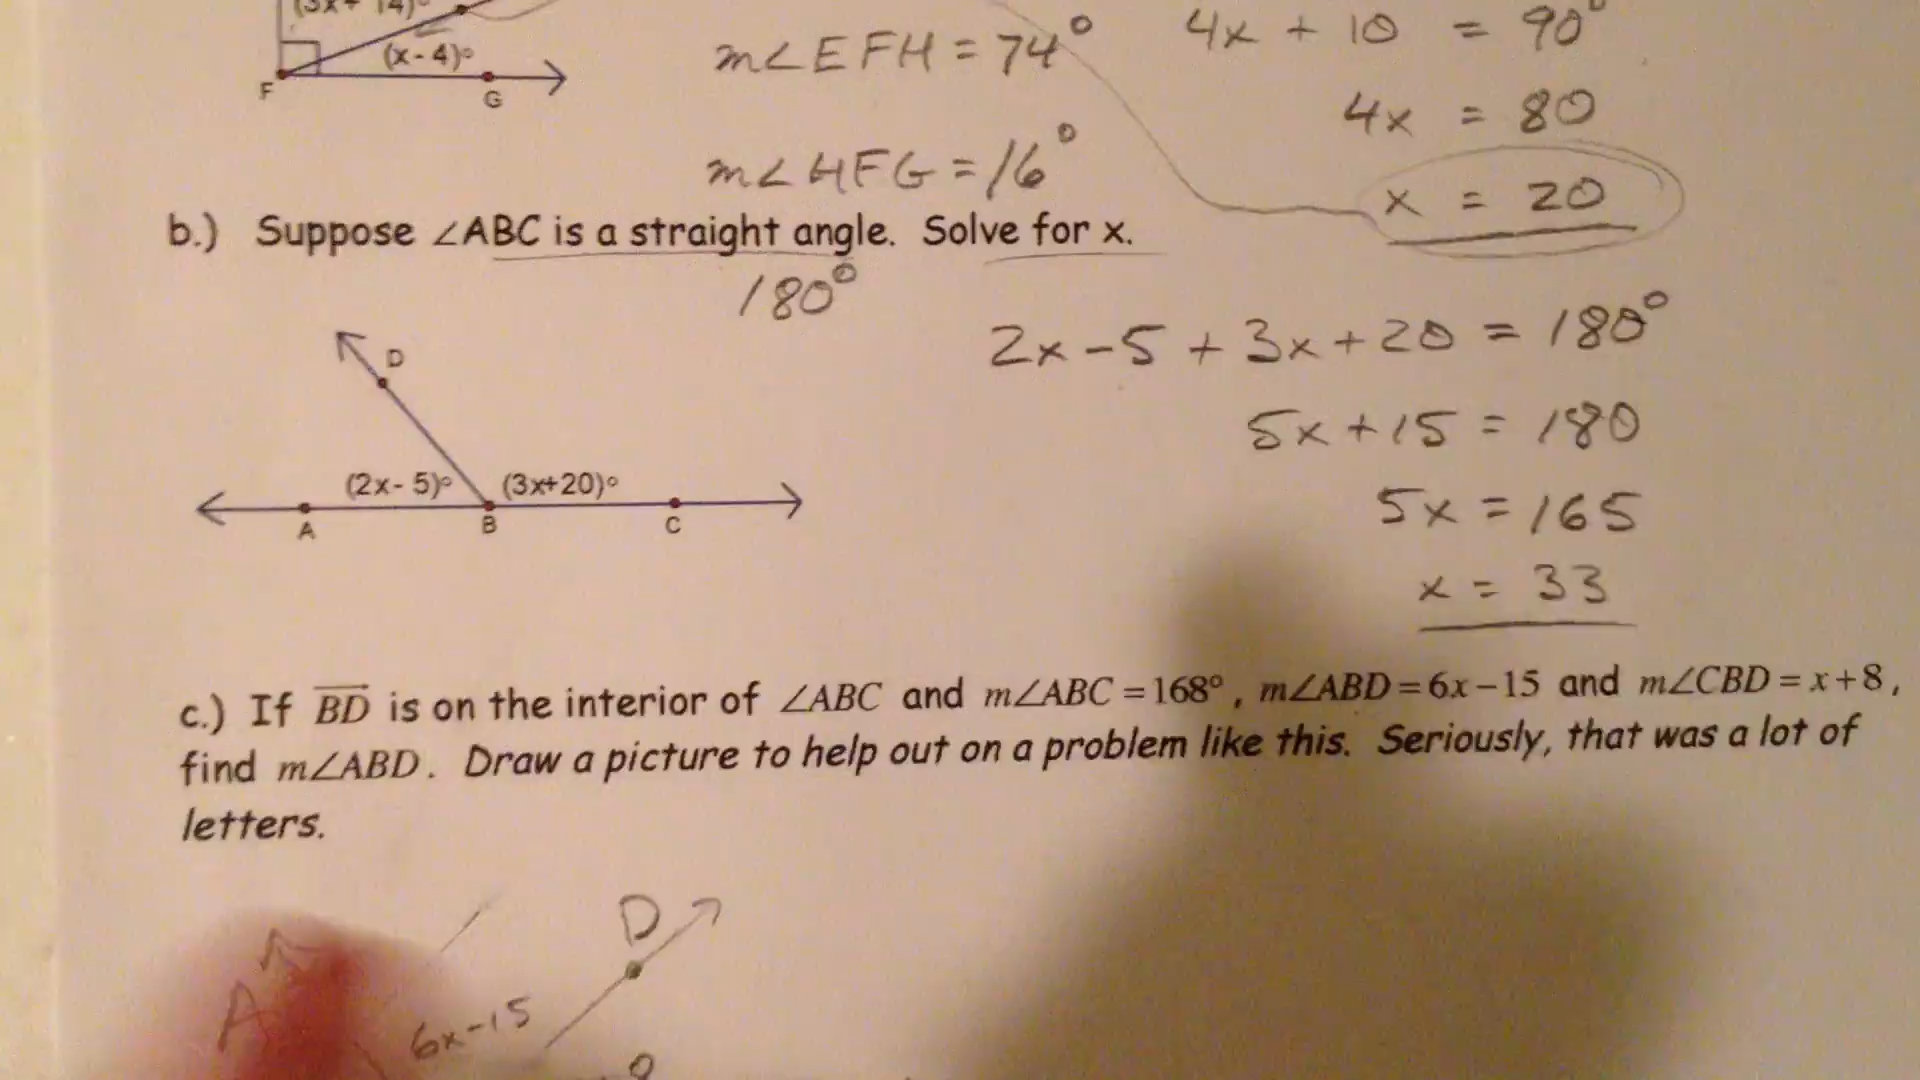 (3x+ 14)°
(x- 4)°
F
G
m∠EFH = 74°
m∠HFG = 16°
4x + 10 = 90°
4x = 80
x = 20
b.) Suppose ∠ABC is a straight angle. Solve for x.
180°
D
(2x- 5)° (3x+20)°
A B C
2x - 5 + 3x + 20 = 180°
5x + 15 = 180
5x = 165
x = 33
c.) If BD is on the interior of ∠ABC and m∠ABC = 168°, m∠ABD = 6x - 15 and m∠CBD = x + 8,
find m∠ABD. Draw a picture to help out on a problem like this. Seriously, that was a lot of
letters.
D
A
6x-15